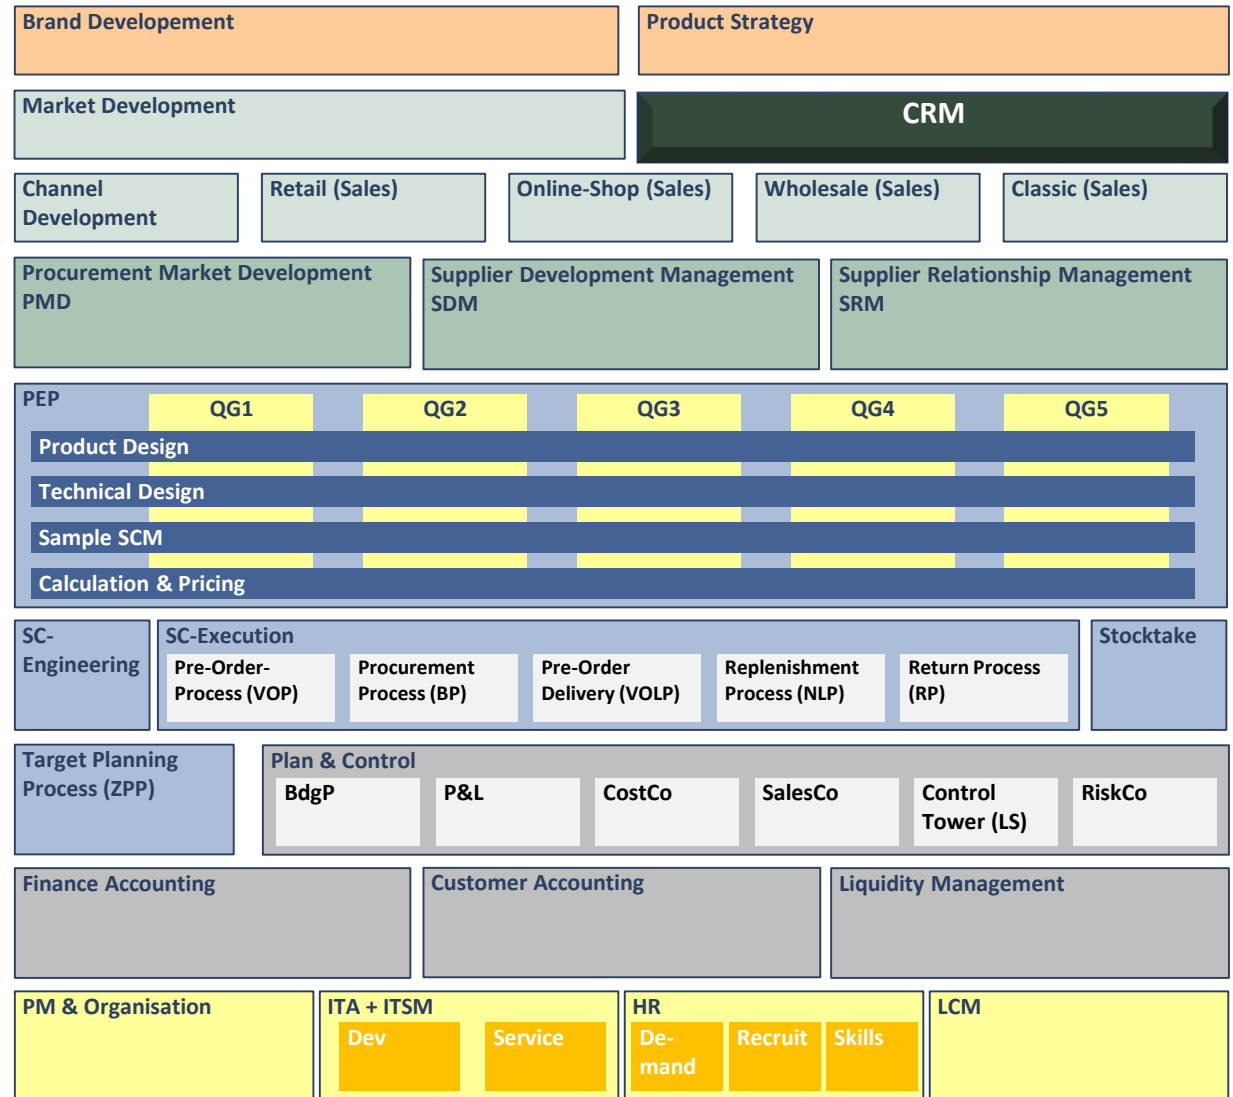 Brand Developement
Product Strategy
Market Development
CRM
Channel
Development
Retail (Sales)
Online-Shop (Sales)
Wholesale (Sales)
Classic (Sales)
Procurement Market Development
PMD
Supplier Development Management
SDM
Supplier Relationship Management
SRM
PEP
QG1
QG2
QG3
QG4
QG5
Product Design
Technical Design
Sample SCM
Calculation & Pricing
SC-
Engineering
SC-Execution
Pre-Order-
Process (VOP)
Procurement
Process (BP)
Pre-Order
Delivery (VOLP)
Replenishment
Process (NLP)
Return Process
(RP)
Stocktake
Target Planning
Process (ZPP)
Plan & Control
BdgP
P&L
CostCo
SalesCo
Control
Tower (LS)
RiskCo
Finance Accounting
Customer Accounting
Liquidity Management
PM & Organisation
ITA + ITSM
Dev
Service
HR
De-
mand
Recruit
Skills
LCM